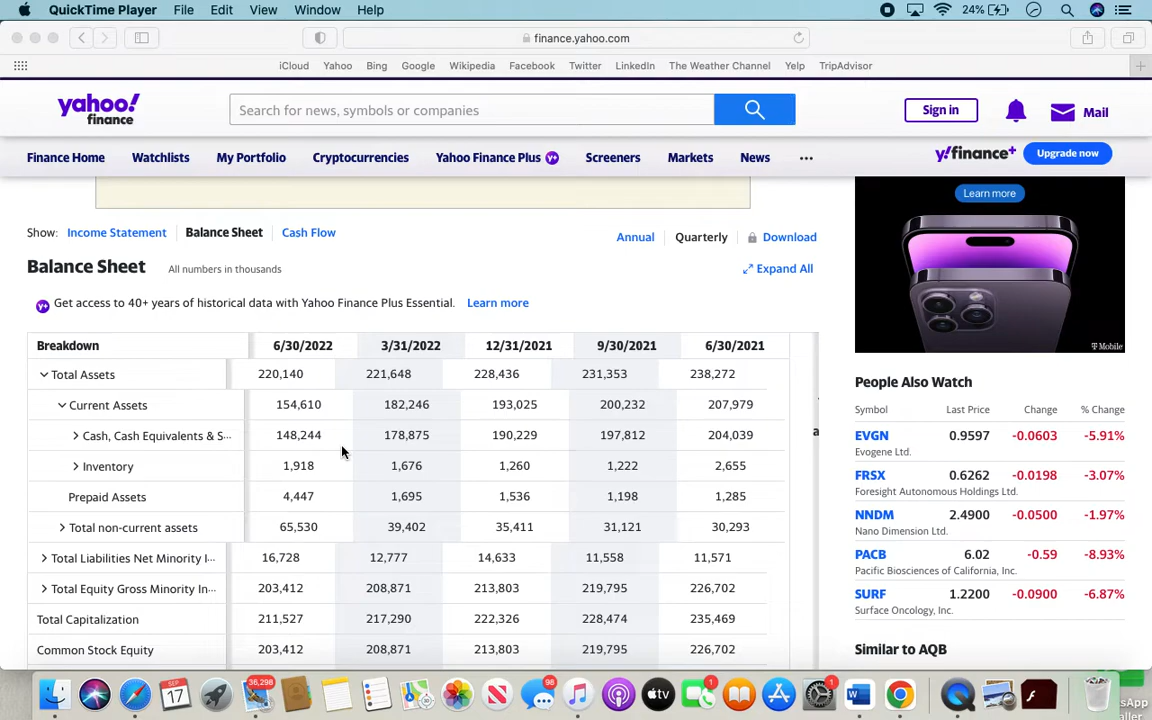 QuickTime Player File Edit View Window Help 24%
finance.yahoo.com
iCloud Yahoo Bing Google Wikipedia Facebook Twitter LinkedIn The Weather Channel Yelp TripAdvisor
yahoo!
finance
Search for news, symbols or companies
Sign in
Mail
Finance Home Watchlists My Portfolio Cryptocurrencies Yahoo Finance Plus Y+ Screeners Markets News ... y!finance+ Upgrade now
Learn more
T Mobile
Show: Income Statement Balance Sheet Cash Flow Annual Quarterly Download
Balance Sheet All numbers in thousands Expand All
y+ Get access to 40+ years of historical data with Yahoo Finance Plus Essential. Learn more
Breakdown 6/30/2022 3/31/2022 12/31/2021 9/30/2021 6/30/2021
Total Assets 220,140 221,648 228,436 231,353 238,272
Current Assets 154,610 182,246 193,025 200,232 207,979
Cash, Cash Equivalents & S... 148,244 178,875 190,229 197,812 204,039
Inventory 1,918 1,676 1,260 1,222 2,655
Prepaid Assets 4,447 1,695 1,536 1,198 1,285
Total non-current assets 65,530 39,402 35,411 31,121 30,293
Total Liabilities Net Minority I... 16,728 12,777 14,633 11,558 11,571
Total Equity Gross Minority In... 203,412 208,871 213,803 219,795 226,702
Total Capitalization 211,527 217,290 222,326 228,474 235,469
Common Stock Equity 203,412 208,871 213,803 219,795 226,702
People Also Watch
Symbol Last Price Change % Change
EVGN 0.9597 -0.0603 -5.91%
Evogene Ltd.
FRSX 0.6262 -0.0198 -3.07%
Foresight Autonomous Holdings Ltd.
NNDM 2.4900 -0.0500 -1.97%
Nano Dimension Ltd.
PACB 6.02 -0.59 -8.93%
Pacific Biosciences of California, Inc.
SURF 1.2200 -0.0900 -6.87%
Surface Oncology, Inc.
Similar to AQB
36,298 SEP 17 98 tv 1 1